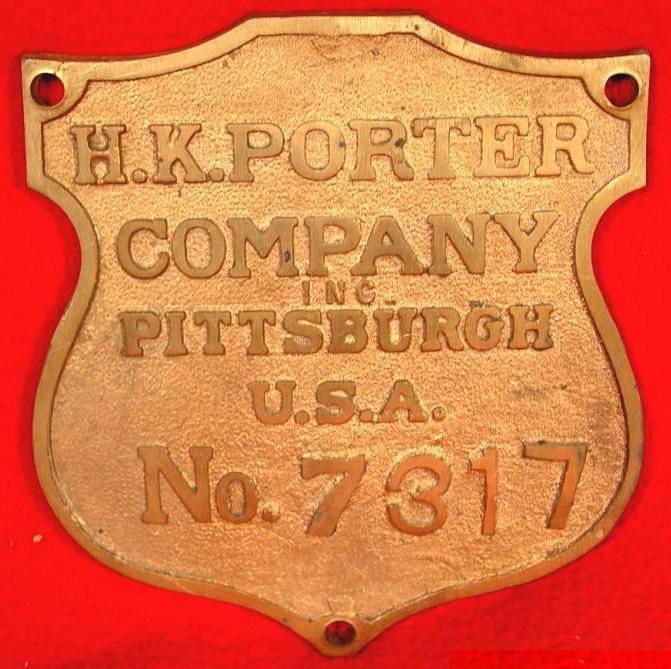 H.K.PORTER
COMPANY
INC.
PITTSBURGH
U.S.A.
No. 7317